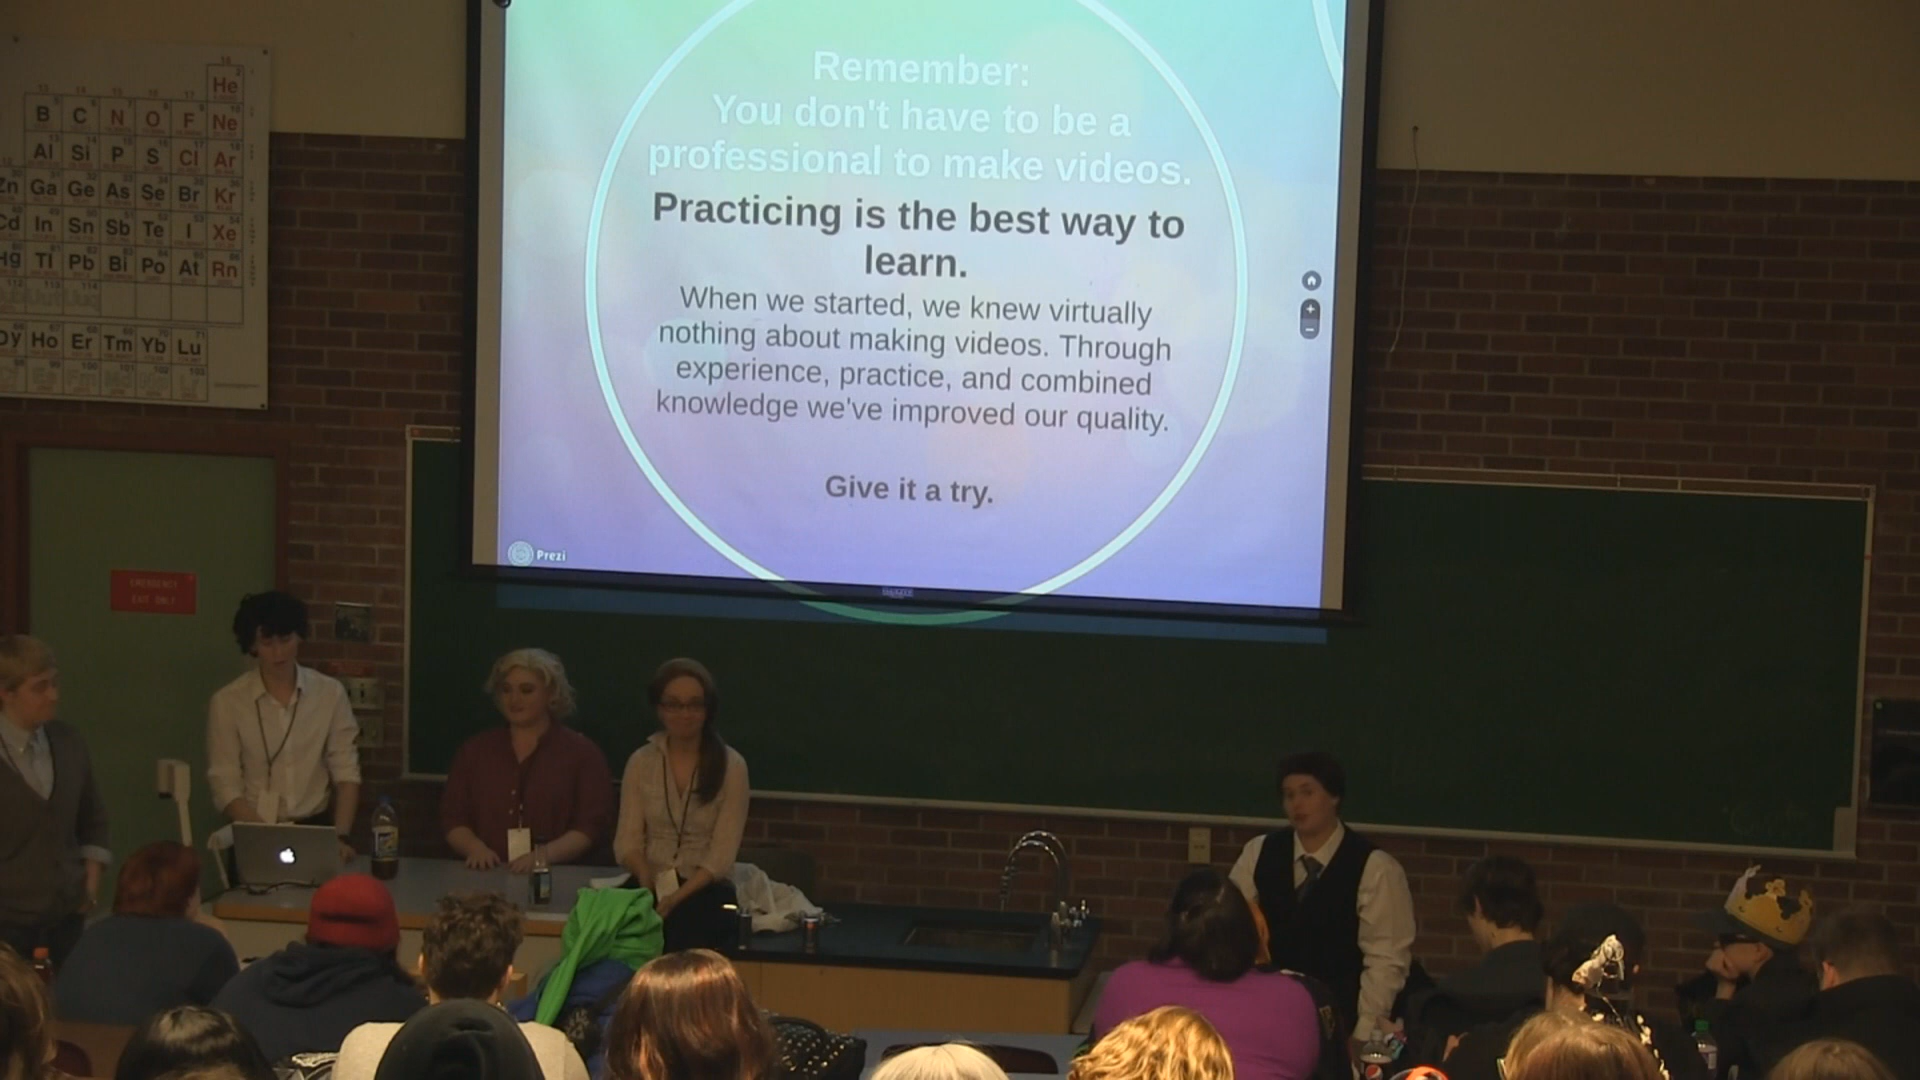 Remember:
You don't have to be a
professional to make videos.
Practicing is the best way to
learn.
When we started, we knew virtually
nothing about making videos. Through
experience, practice, and combined
knowledge we've improved our quality.
Give it a try.
Prezi
He
B C N O F Ne
Al Si P S Cl Ar
Zn Ga Ge As Se Br Kr
Cd In Sn Sb Te I Xe
Hg Tl Pb Bi Po At Rn
Dy Ho Er Tm Yb Lu
EMERGENCY
EXIT ONLY